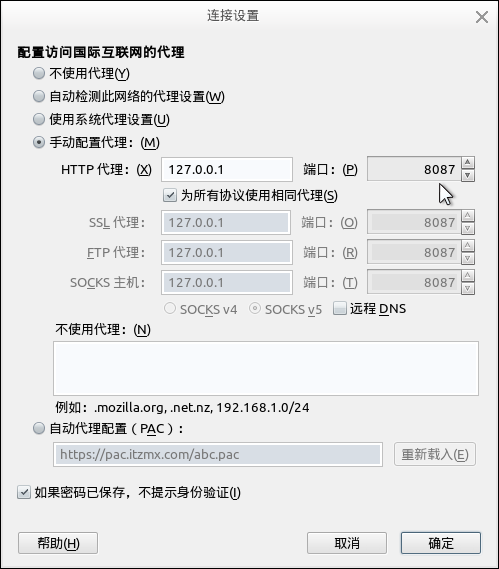 连接设置
配置访问国际互联网的代理
不使用代理(Y)
自动检测此网络的代理设置(W)
使用系统代理设置(U)
手动配置代理：(M)
HTTP 代理：(X) 127.0.0.1 端口：(P) 8087
为所有协议使用相同代理(S)
SSL 代理： 127.0.0.1 端口：(O) 8087
FTP 代理： 127.0.0.1 端口：(R) 8087
SOCKS 主机： 127.0.0.1 端口：(T) 8087
SOCKS v4 SOCKS v5 远程 DNS
不使用代理：(N)
例如：.mozilla.org, .net.nz, 192.168.1.0/24
自动代理配置（PAC）：
https://pac.itzmx.com/abc.pac 重新载入(E)
如果密码已保存，不提示身份验证(I)
帮助(H) 取消 确定